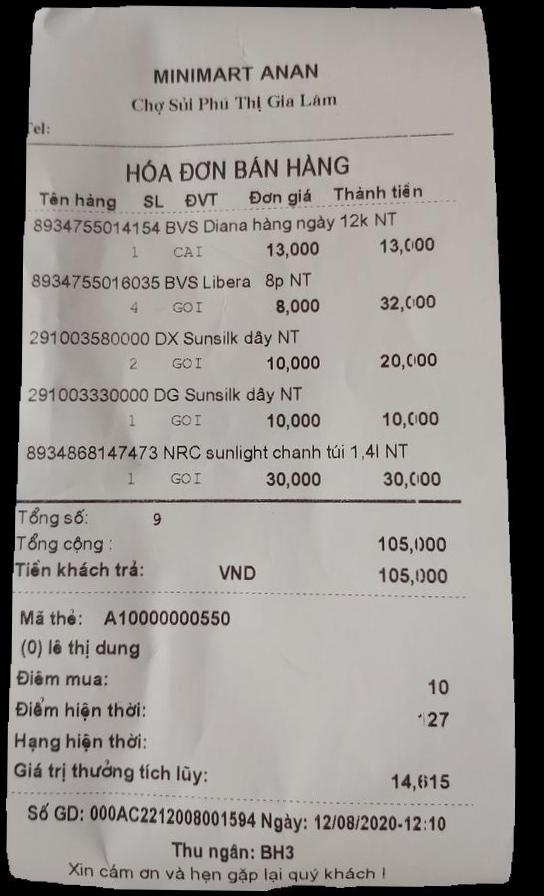 MINIMART ANAN
Chợ Sủi Phú Thị Gia Lâm
Tel:
HÓA ĐƠN BÁN HÀNG
Tên hàng SL ĐVT Đơn giá Thành tiền
8934755014154 BVS Diana hàng ngày 12k NT
1 CAI 13,000 13,000
8934755016035 BVS Libera 8p NT
4 GOI 8,000 32,000
291003580000 DX Sunsilk dây NT
2 GOI 10,000 20,000
291003330000 DG Sunsilk dây NT
1 GOI 10,000 10,000
8934868147473 NRC sunlight chanh túi 1,4l NT
1 GOI 30,000 30,000
Tổng số: 9
Tổng cộng : 105,000
Tiền khách trả: VND 105,000
Mã thẻ: A10000000550
(0) lê thị dung
Điểm mua: 10
Điểm hiện thời: 127
Hạng hiện thời:
Giá trị thưởng tích lũy: 14,615
Số GD: 000AC2212008001594 Ngày: 12/08/2020-12:10
Thu ngân: BH3
Xin cám ơn và hẹn gặp lại quý khách !